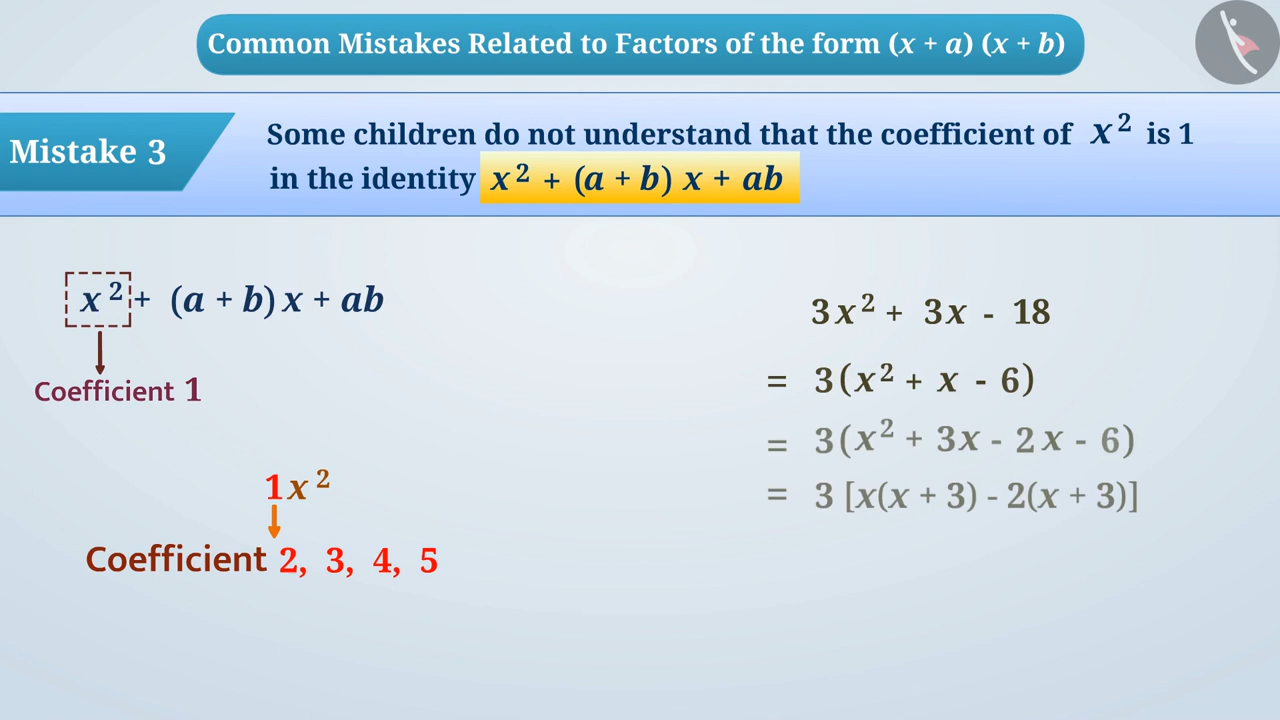 Common Mistakes Related to Factors of the form (x + a) (x + b)
Mistake 3
Some children do not understand that the coefficient of x² is 1
in the identity x² + (a + b) x + ab
x² + (a + b) x + ab
Coefficient 1
1x²
Coefficient 2, 3, 4, 5
3x² + 3x - 18
= 3(x² + x - 6)
= 3(x² + 3x - 2x - 6)
= 3 [x(x + 3) - 2(x + 3)]